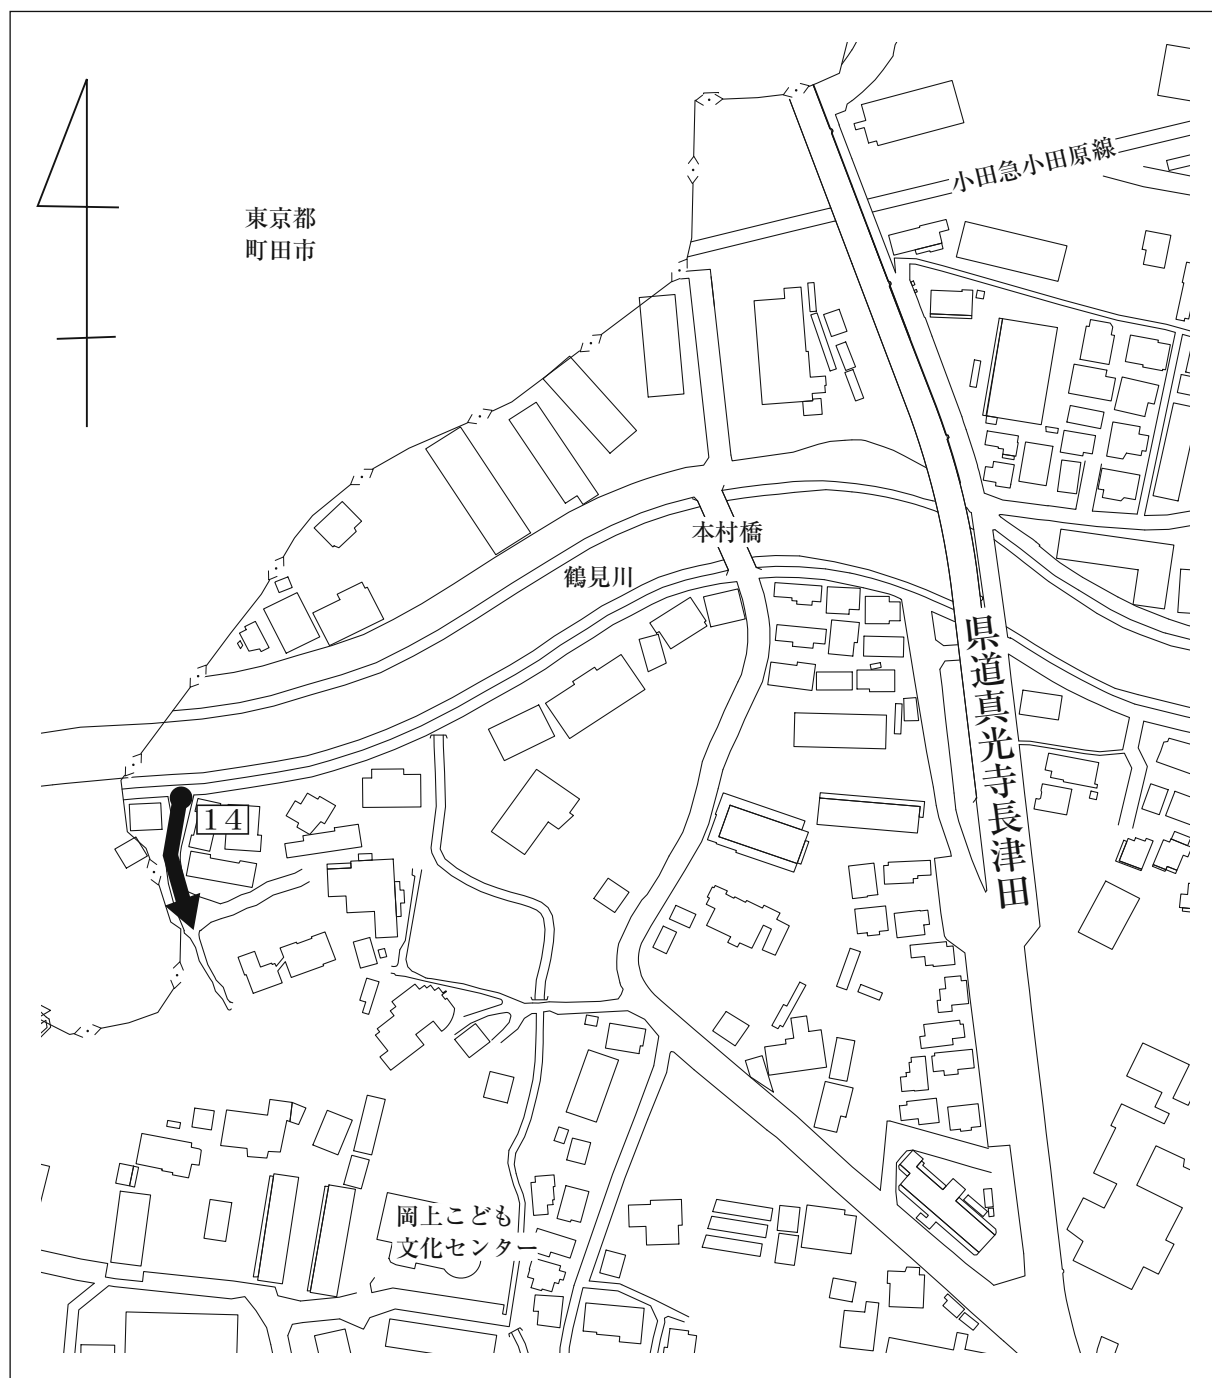 東京都
町田市
小田急小田原線
本村橋
鶴見川
県道真光寺長津田
14
岡上こども
文化センター